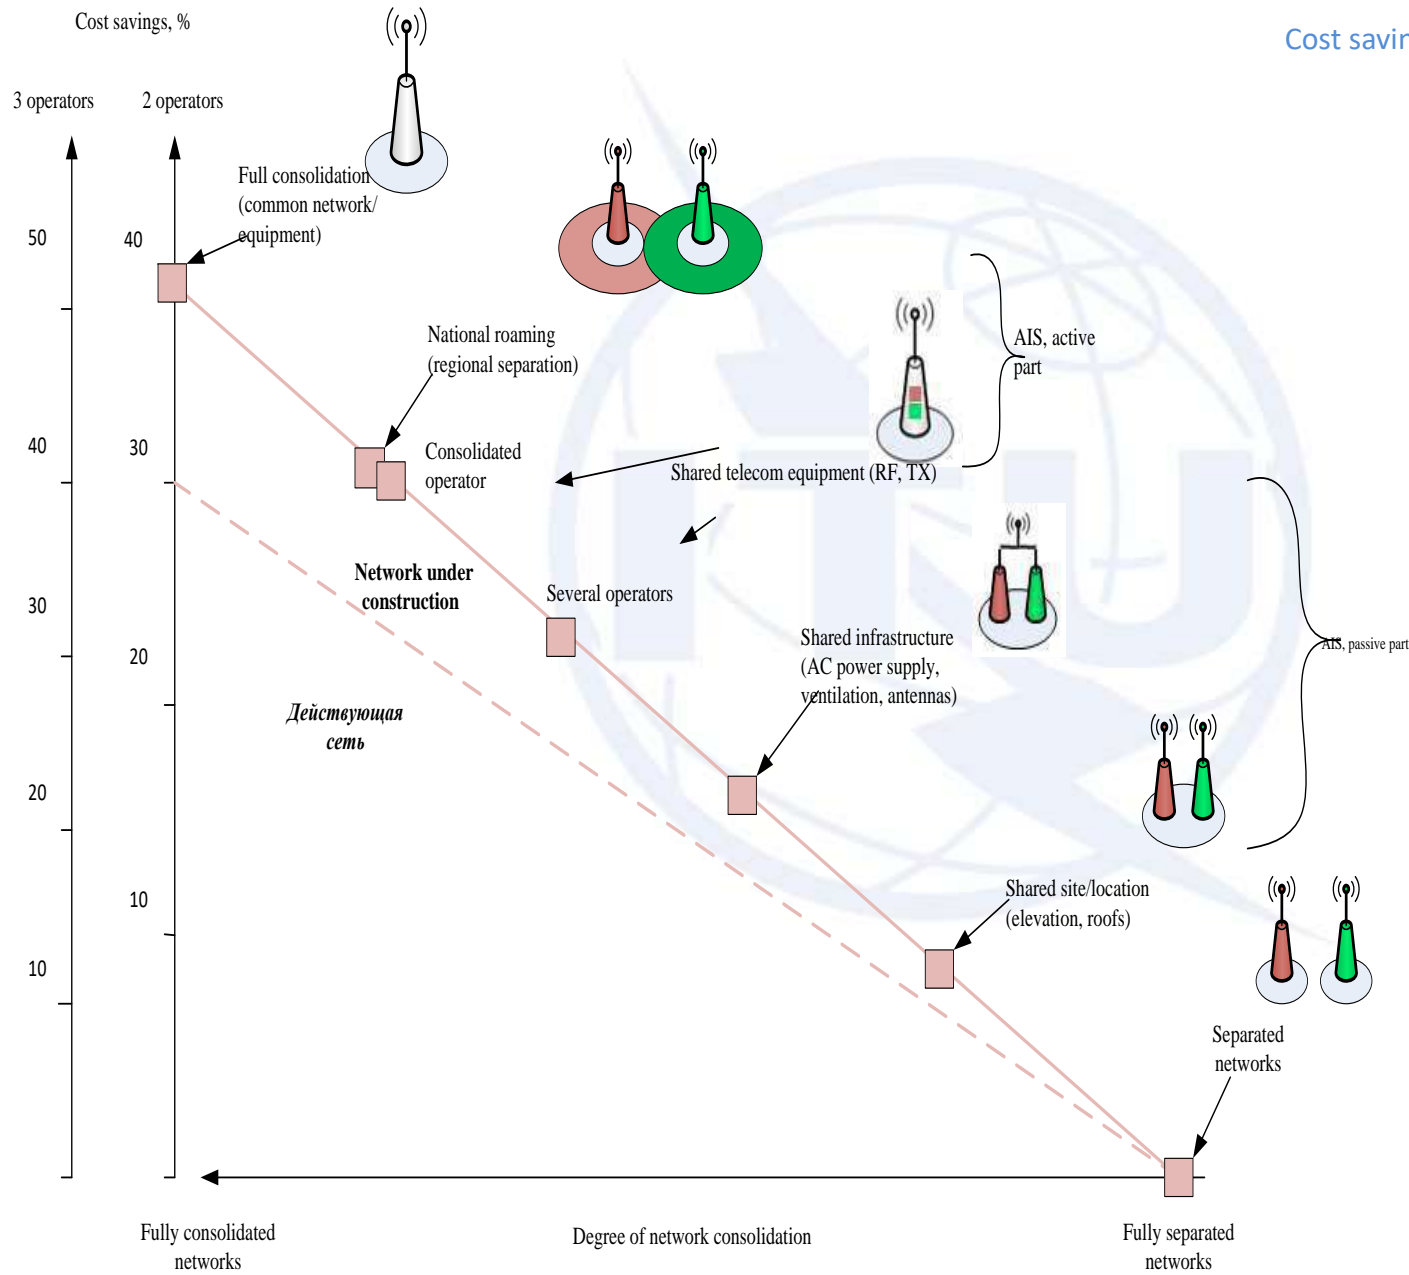 Cost savings, %
Cost savin
3 operators
2 operators
Full consolidation
(common network/
equipment)
50
40
National roaming
(regional separation)
AIS, active
part
40
30
Consolidated
operator
Shared telecom equipment (RF, TX)
Network under
construction
30
Several operators
20
Shared infrastructure
(AC power supply,
ventilation, antennas)
AIS, passive part
Действующая
сеть
20
10
Shared site/location
(elevation, roofs)
10
Separated
networks
Fully consolidated
networks
Degree of network consolidation
Fully separated
networks
ITU